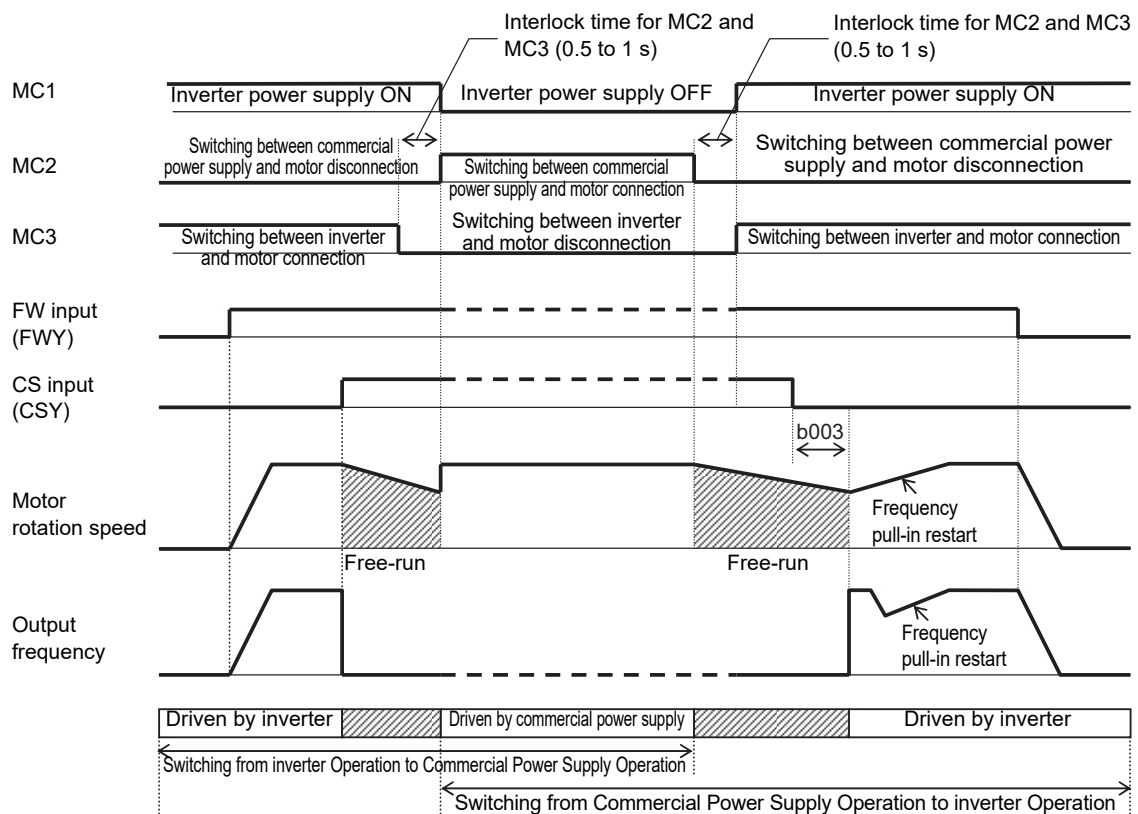 Interlock time for MC2 and
MC3 (0.5 to 1 s)
Interlock time for MC2 and MC3
(0.5 to 1 s)
MC1
Inverter power supply ON
Inverter power supply OFF
Inverter power supply ON
MC2
Switching between commercial
power supply and motor disconnection
Switching between commercial
power supply and motor connection
Switching between commercial power
supply and motor disconnection
MC3
Switching between inverter
and motor connection
Switching between inverter
and motor disconnection
Switching between inverter and motor connection
FW input
(FWY)
CS input
(CSY)
b003
Motor
rotation speed
Free-run
Free-run
Frequency
pull-in restart
Output
frequency
Frequency
pull-in restart
Driven by inverter
Driven by commercial power supply
Driven by inverter
Switching from inverter Operation to Commercial Power Supply Operation
Switching from Commercial Power Supply Operation to inverter Operation